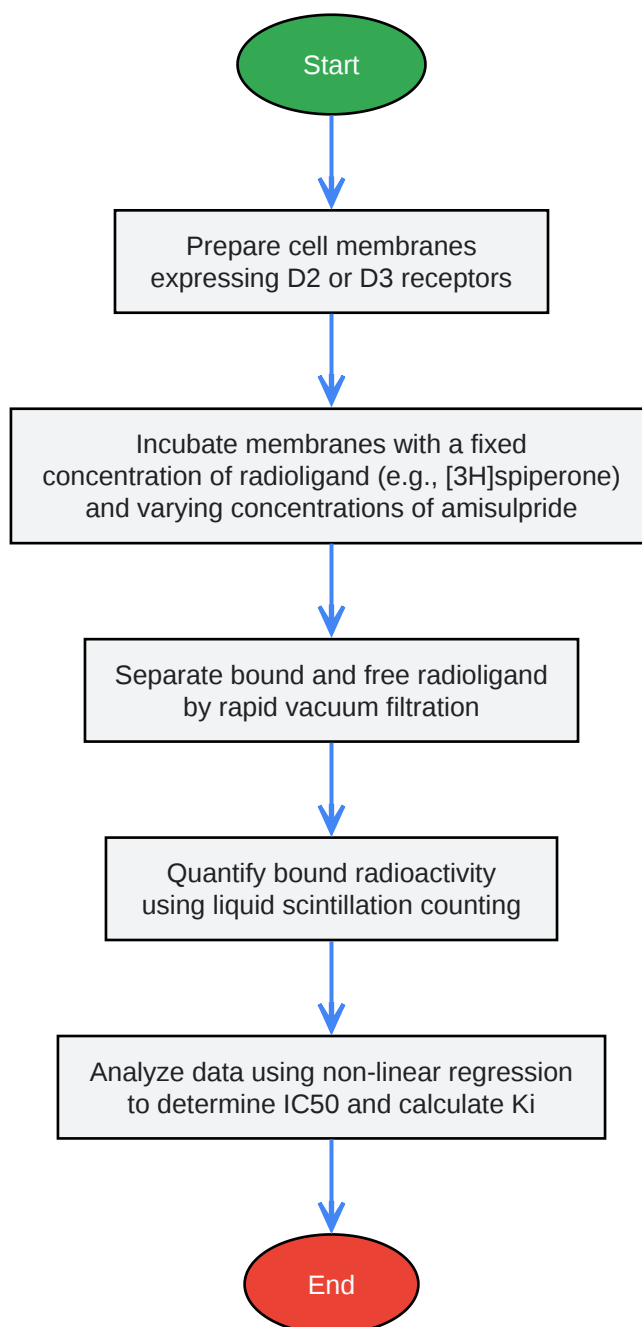 Start
Prepare cell membranes
expressing D2 or D3 receptors
Incubate membranes with a fixed
concentration of radioligand (e.g., [3H]spiperone)
and varying concentrations of amisulpride
Separate bound and free radioligand
by rapid vacuum filtration
Quantify bound radioactivity
using liquid scintillation counting
Analyze data using non-linear regression
to determine IC50 and calculate Ki
End